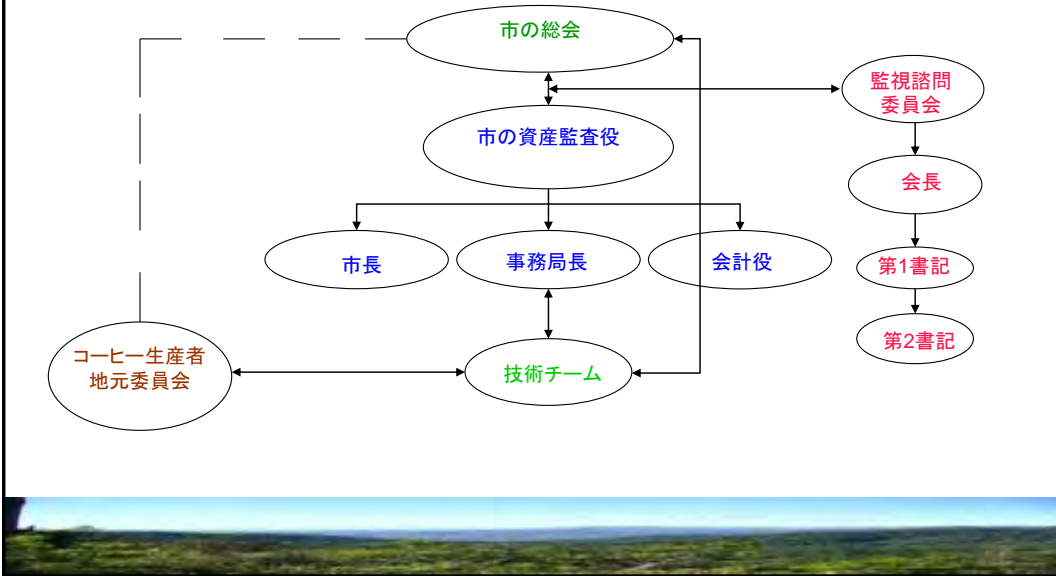 市の総会
監視諮問
委員会
市の資産監査役
会長
市長
事務局長
会計役
第1書記
第2書記
コーヒー生産者
地元委員会
技術チーム